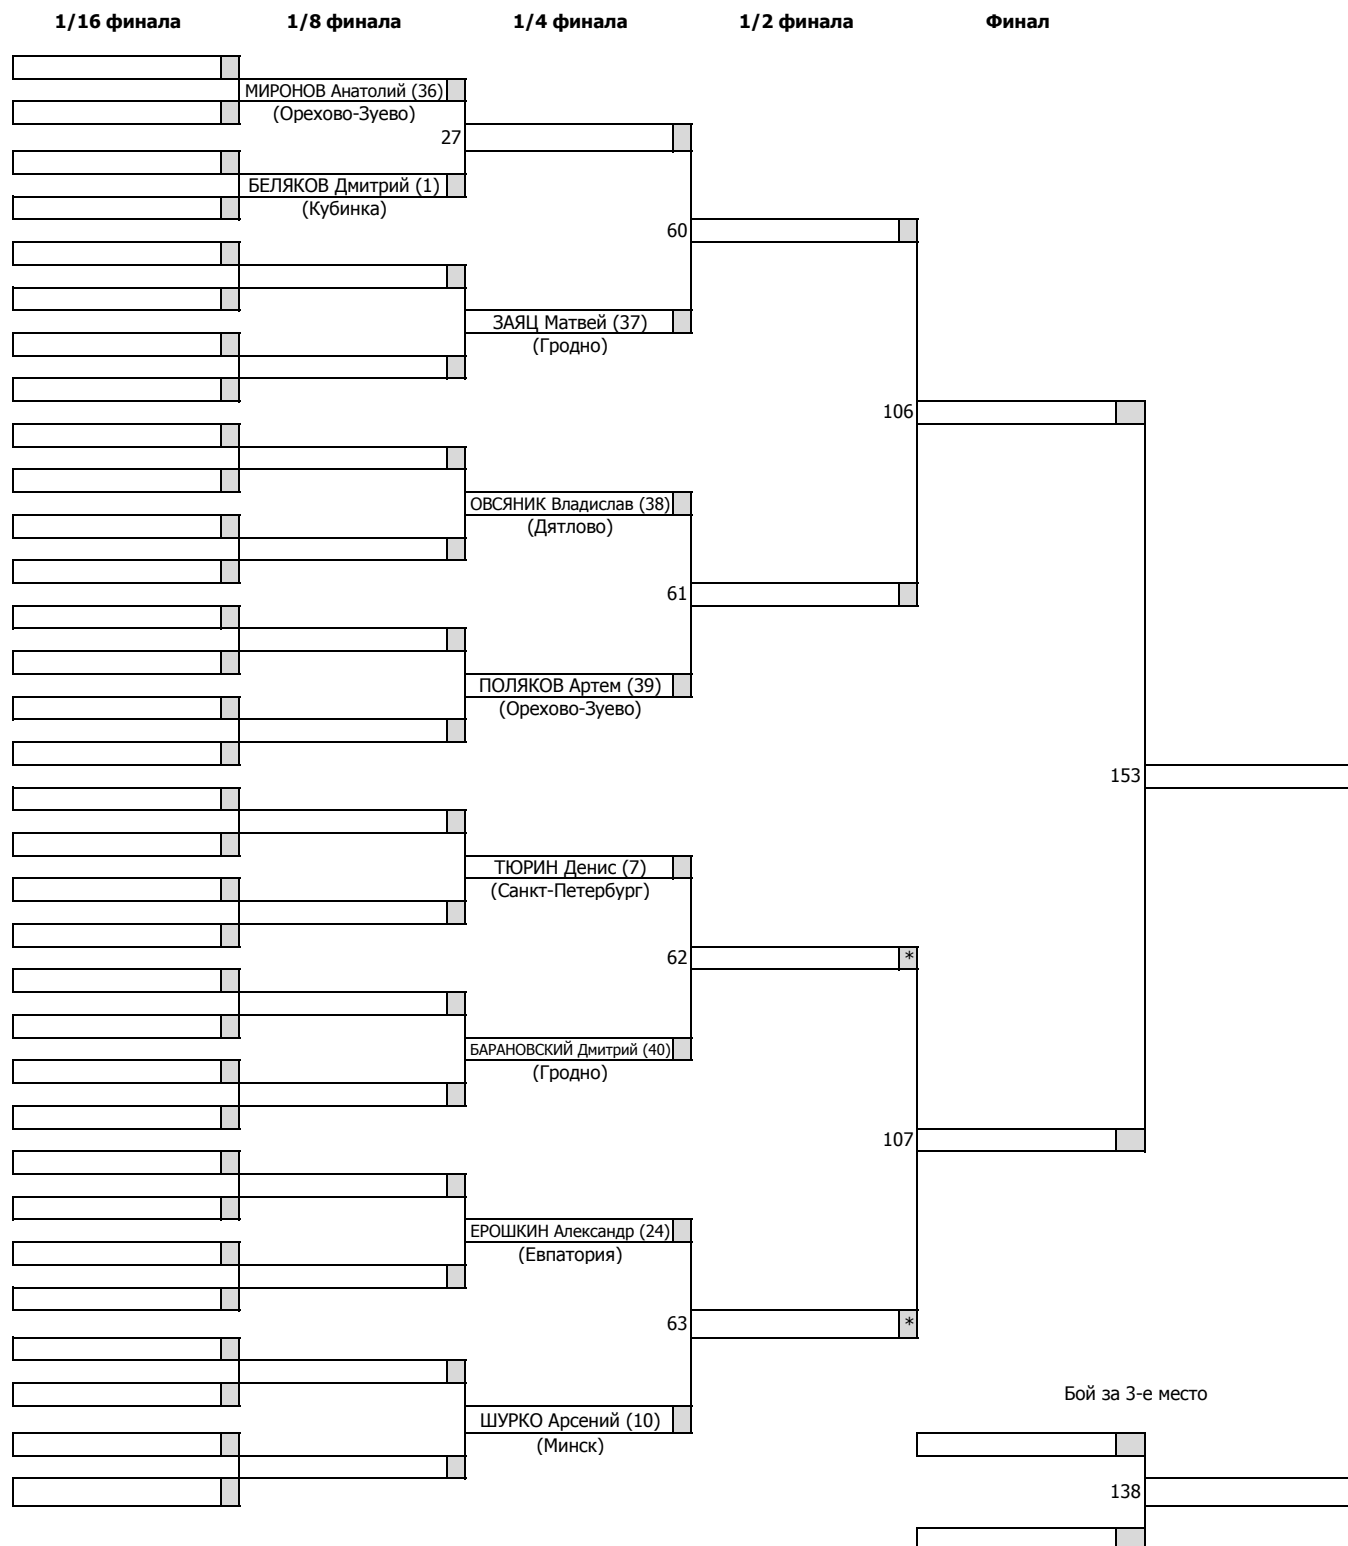 1/16 финала 1/8 финала 1/4 финала 1/2 финала Финал
МИРОНОВ Анатолий (36)
(Орехово-Зуево)
27
БЕЛЯКОВ Дмитрий (1)
(Кубинка)
60
ЗАЯЦ Матвей (37)
(Гродно)
106
ОВСЯНИК Владислав (38)
(Дятлово)
61
ПОЛЯКОВ Артем (39)
(Орехово-Зуево)
153
ТЮРИН Денис (7)
(Санкт-Петербург)
62
*
БАРАНОВСКИЙ Дмитрий (40)
(Гродно)
107
ЕРОШКИН Александр (24)
(Евпатория)
63
*
Бой за 3-е место
ШУРКО Арсений (10)
(Минск)
138